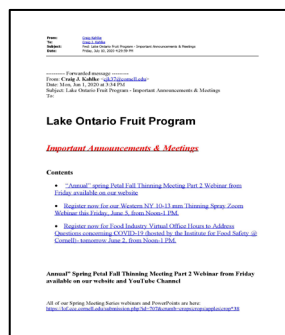 From: Craig Kahlke
To: Craig Kahlke
Subject: Fwd: Lake Ontario Fruit Program - Important Announcements & Meetings
Date: Friday, July 10, 2020 4:29:09 PM
---------- Forwarded message ---------
From: Craig J. Kahlke <cjk37@cornell.edu>
Date: Mon, Jun 1, 2020 at 3:34 PM
Subject: Lake Ontario Fruit Program - Important Announcements & Meetings
To:
Lake Ontario Fruit Program
Important Announcements & Meetings
Contents
• "Annual" spring Petal Fall Thinning Meeting Part 2 Webinar from
Friday available on our website
• Register now for our Western NY 10-13 mm Thinning Spray Zoom
Webinar this Friday, June 5, from Noon-1 PM.
• Register now for Food Industry Virtual Office Hours to Address
Questions concerning COVID-19 (hosted by the Institute for Food Safety @
Cornell)- tomorrow June 2, from Noon-1 PM.
Annual" Spring Petal Fall Thinning Meeting Part 2 Webinar from Friday
available on our website and YouTube Channel
All of our Spring Meeting Series webinars and PowerPoints are here: